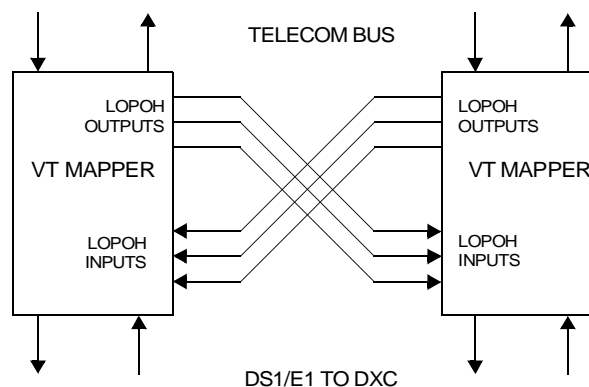 TELECOM BUS
LOPOH
OUTPUTS
LOPOH
OUTPUTS
VT MAPPER
VT MAPPER
LOPOH
INPUTS
LOPOH
INPUTS
DS1/E1 TO DXC